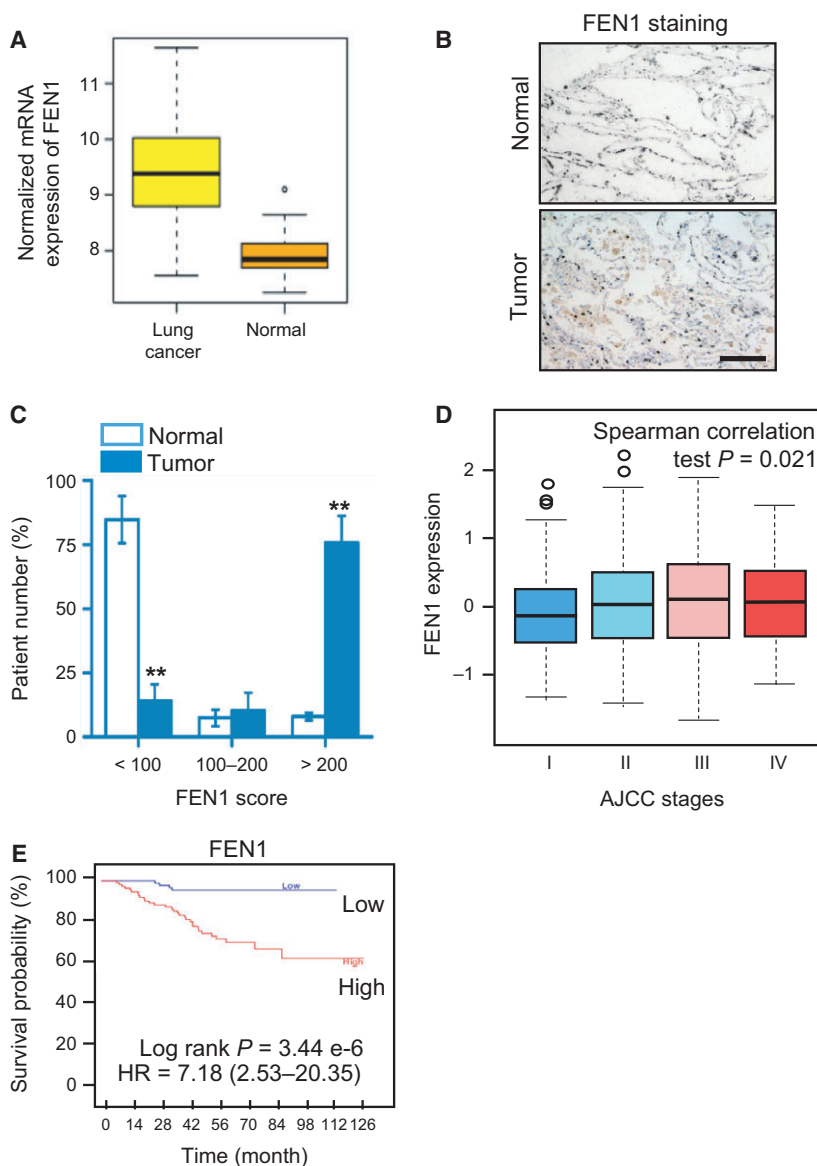 A
Normalized mRNA
expression of FEN1
11
10
9
8
Lung
cancer
Normal
B
FEN1 staining
Normal
Tumor
C
Normal
Tumor
Patient number (%)
100
75
50
25
0
**
**
< 100
100–200
> 200
FEN1 score
D
Spearman correlation
test P = 0.021
FEN1 expression
2
1
0
−1
I
II
III
IV
AJCC stages
E
FEN1
Survival probability (%)
100
80
60
40
20
0
Low
Low
High
High
Log rank P = 3.44 e-6
HR = 7.18 (2.53–20.35)
0 14 28 42 56 70 84 98 112 126
Time (month)